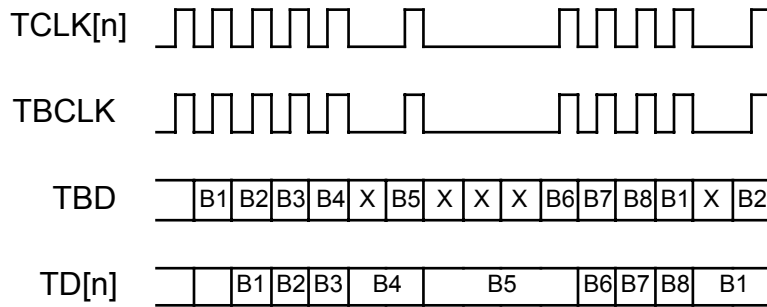 TCLK[n]
TBCLK
TBD B1 B2 B3 B4 X B5 X X X B6 B7 B8 B1 X B2
TD[n] B1 B2 B3 B4 B5 B6 B7 B8 B1